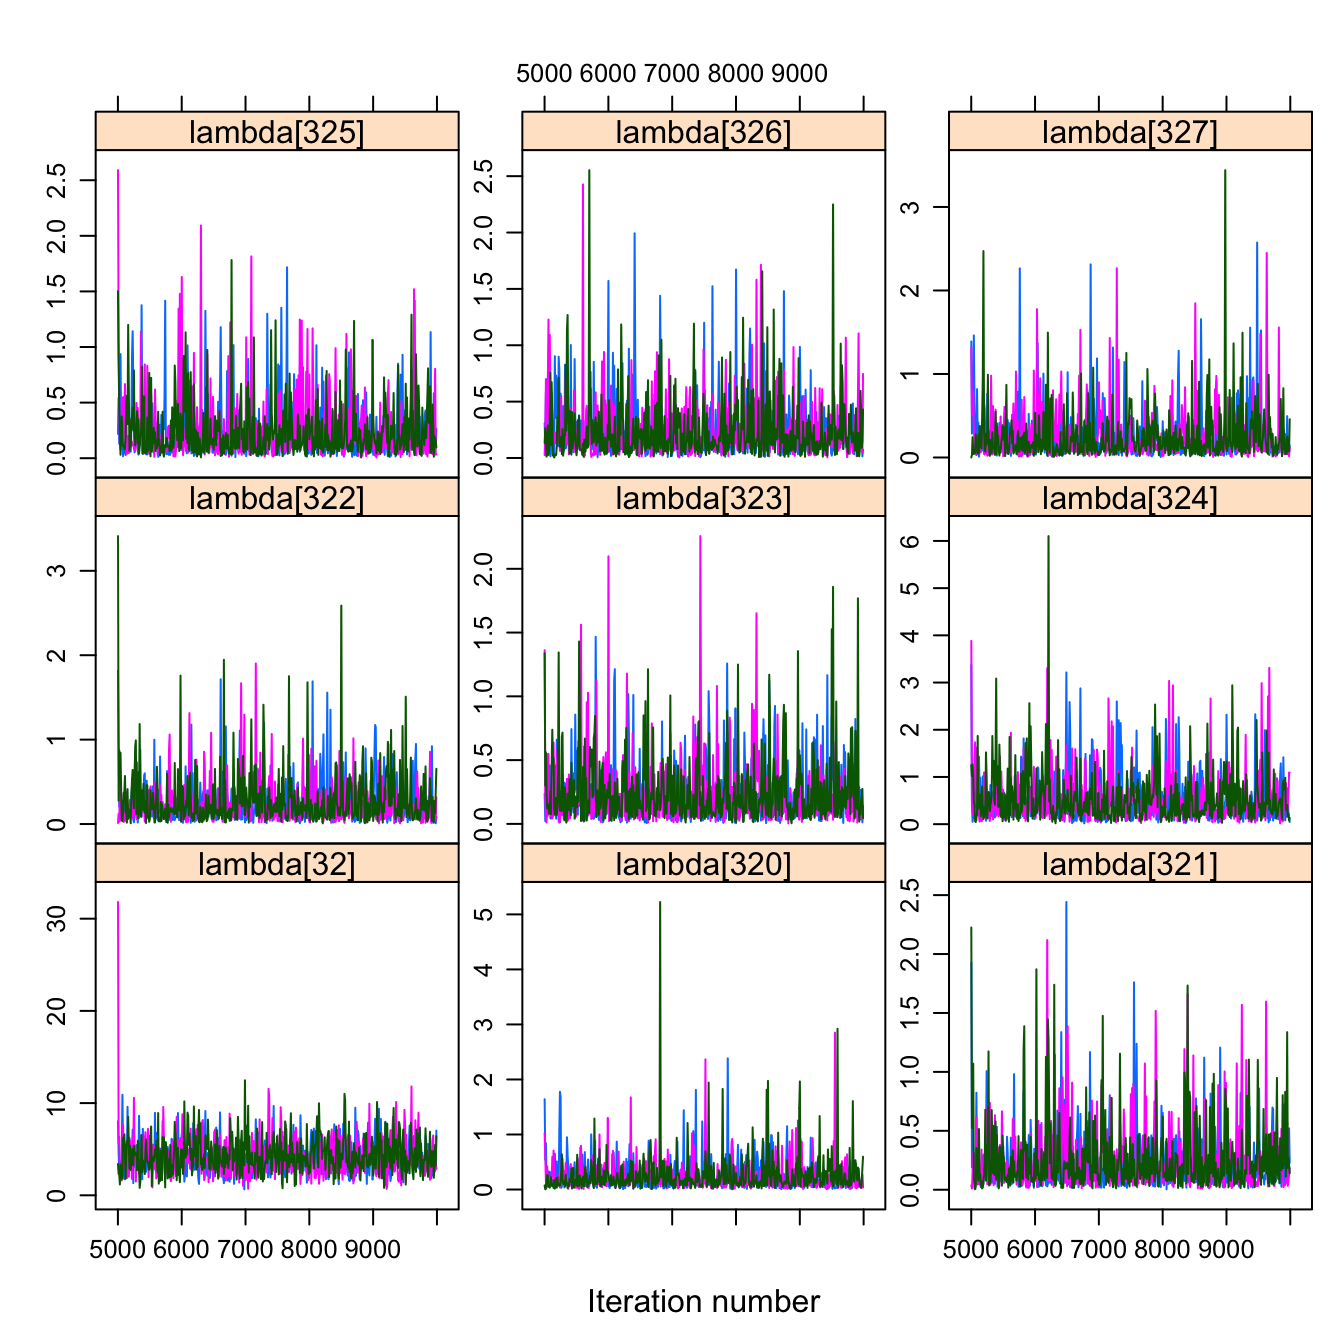 5000 6000 7000 8000 9000
lambda[325] lambda[326] lambda[327]
0.0 0.5 1.0 1.5 2.0 2.5
0.0 0.5 1.0 1.5 2.0 2.5
0 1 2 3
lambda[322] lambda[323] lambda[324]
0 1 2 3
0.0 0.5 1.0 1.5 2.0
0 1 2 3 4 5 6
lambda[32] lambda[320] lambda[321]
0 10 20 30
0 1 2 3 4 5
0.0 0.5 1.0 1.5 2.0 2.5
5000 6000 7000 8000 9000
5000 6000 7000 8000 9000
Iteration number